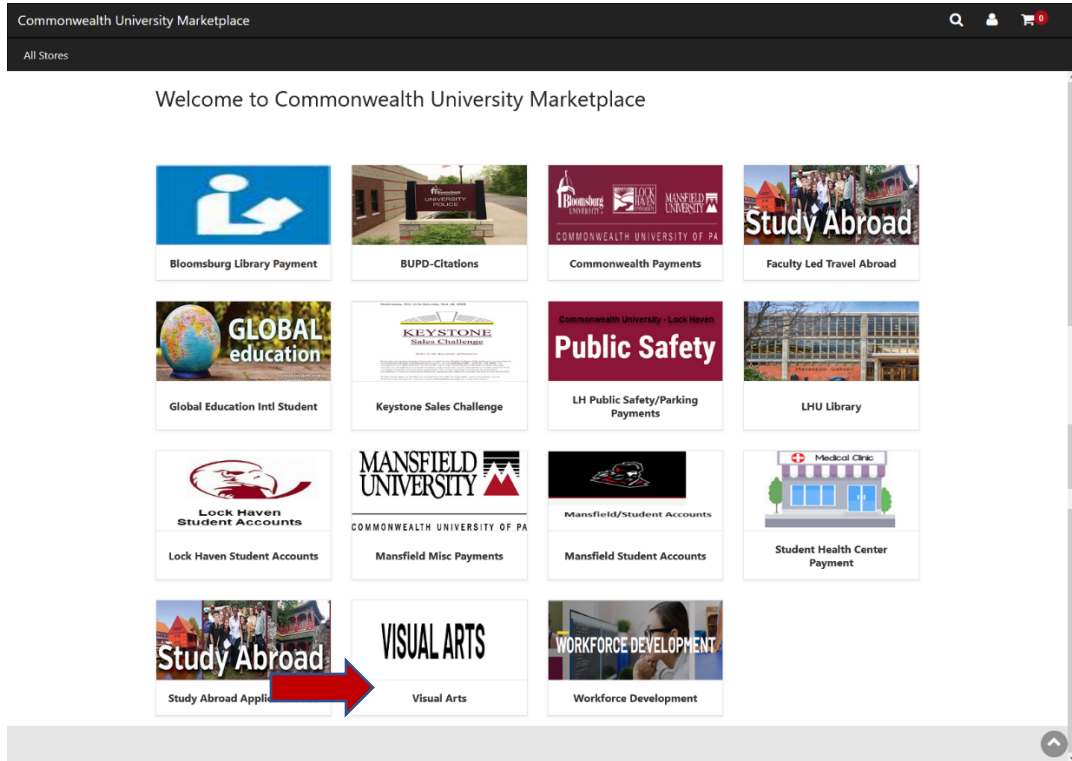 Commonwealth University Marketplace
0
All Stores
Welcome to Commonwealth University Marketplace
UNIVERSITY
POLICE
Bloomsburg
UNIVERSITY
LOCK
HAVEN
MANSFIELD
UNIVERSITY
COMMONWEALTH UNIVERSITY OF PA
Study Abroad
Bloomsburg Library Payment
BUPD-Citations
Commonwealth Payments
Faculty Led Travel Abroad
GLOBAL
education
KEYSTONE
Sales Challenge
Commonwealth University - Lock Haven
Public Safety
Global Education Intl Student
Keystone Sales Challenge
LH Public Safety/Parking
Payments
LHU Library
Lock Haven
Student Accounts
MANSFIELD
UNIVERSITY
COMMONWEALTH UNIVERSITY OF PA
Mansfield/Student Accounts
Medical Clinic
Lock Haven Student Accounts
Mansfield Misc Payments
Mansfield Student Accounts
Student Health Center
Payment
Study Abroad
VISUAL ARTS
WORKFORCE DEVELOPMENT
Study Abroad Applic
Visual Arts
Workforce Development